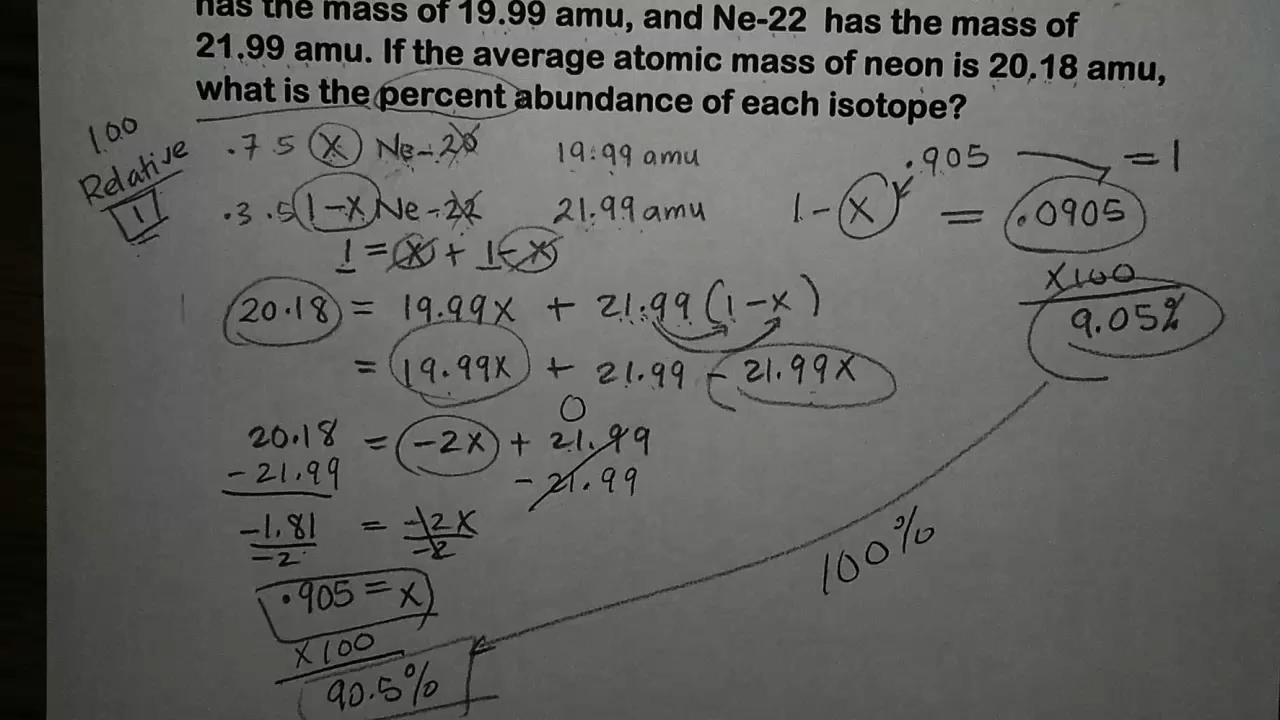 has the mass of 19.99 amu, and Ne-22 has the mass of
21.99 amu. If the average atomic mass of neon is 20.18 amu,
what is the percent abundance of each isotope?
100
Relative
1
.75 x Ne-20 19.99 amu
.3 .5 1-x Ne-22 21.99 amu
1 = x + 1-x
20.18 = 19.99x + 21.99(1-x)
= 19.99x + 21.99 - 21.99x
0
20.18 = -2x + 21.99
-21.99 -21.99
-1.81 = -2x
-2 -2
.905 = x
x100
90.5%
.905 = 1
1-x = .0905
x100
9.05%
100%